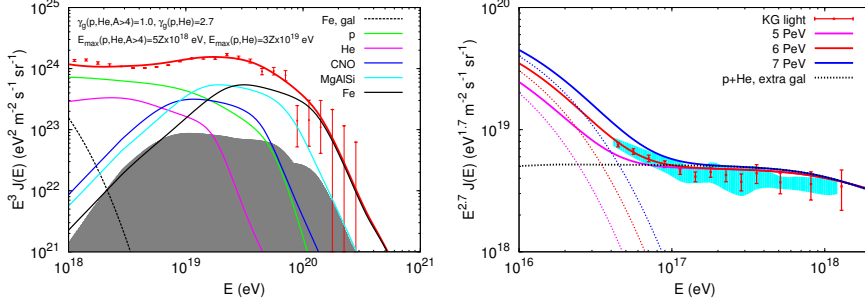 γg(p,He,A>4)=1.0, γg(p,He)=2.7
Emax(p,He,A>4)=5Zx10^18 eV, Emax(p,He)=3Zx10^19 eV
Fe, gal
p
He
CNO
MgAlSi
Fe
E^3 J(E) (eV^2 m^-2 s^-1 sr^-1)
10^25
10^24
10^23
10^22
10^21
10^18
10^19
10^20
10^21
E (eV)
KG light
5 PeV
6 PeV
7 PeV
p+He, extra gal
E^2.7 J(E) (eV^1.7 m^-2 s^-1 sr^-1)
10^20
10^19
10^18
10^16
10^17
10^18
E (eV)